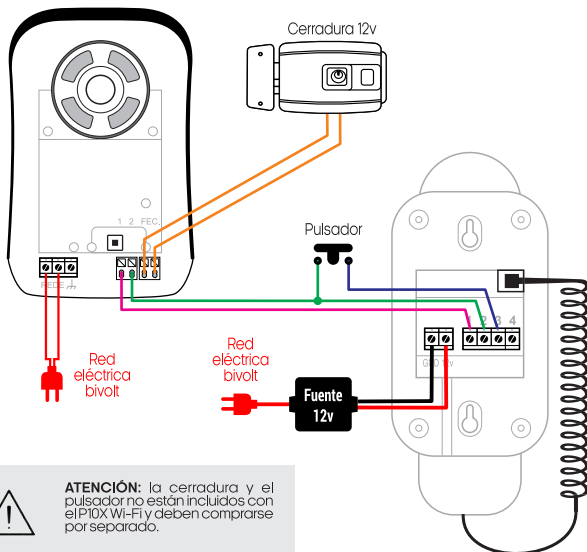 Cerradura 12v
1 2 FEC.
REDE
Pulsador
1 2 3 4
GND 12v
Red
eléctrica
bivolt
Red
eléctrica
bivolt
Fuente
12v
ATENCIÓN: la cerradura y el
pulsador no están incluidos con
el P10X Wi-Fi y deben comprarse
por separado.